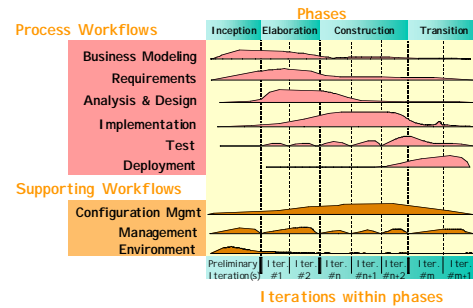 Phases
Process Workflows
Inception Elaboration Construction Transition
Business Modeling
Requirements
Analysis & Design
Implementation
Test
Deployment
Supporting Workflows
Configuration Mgmt
Management
Environment
Preliminary Iteration(s)
Iter. #1
Iter. #2
Iter. #n
Iter. #n+1
Iter. #n+2
Iter. #m
Iter. #m+1
Iterations within phases